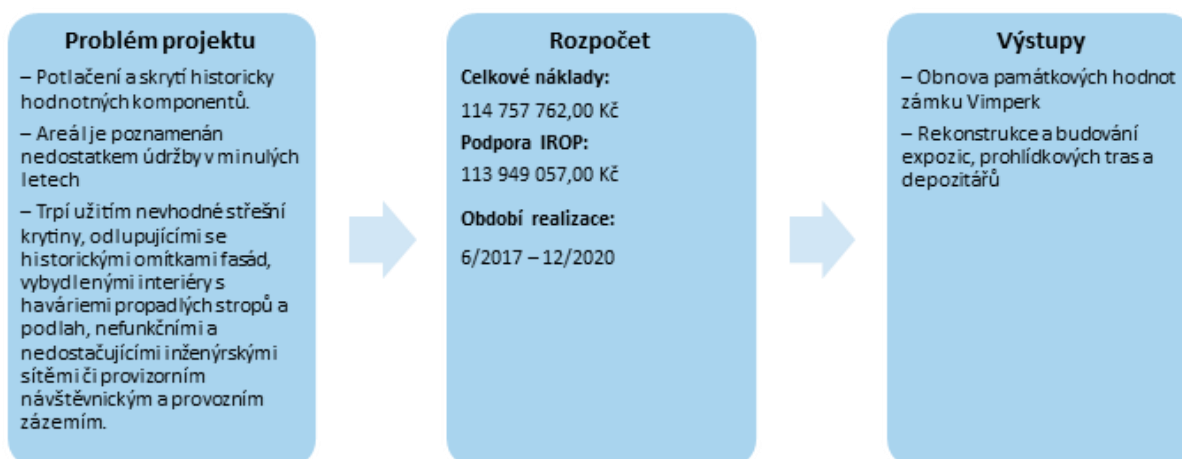 Problém projektu
– Potlačení a skrytí historicky
hodnotných komponentů.
– Areál je poznamenán
nedostatkem údržby v minulých
letech
– Trpí užitím nevhodné střešní
krytiny, odlupujícími se
historickými omítkami fasád,
vybydlenými interiéry s
haváriemi propadlých stropů a
podlah, nefunkčními a
nedostačujícími inženýrskými
sítěmi či provizorním
návštěvnickým a provozním
zázemím.
Rozpočet
Celkové náklady:
114 757 762,00 Kč
Podpora IROP:
113 949 057,00 Kč
Období realizace:
6/2017 – 12/2020
Výstupy
– Obnova památkových hodnot
zámku Vimperk
– Rekonstrukce a budování
expozic, prohlídkových tras a
depozitářů